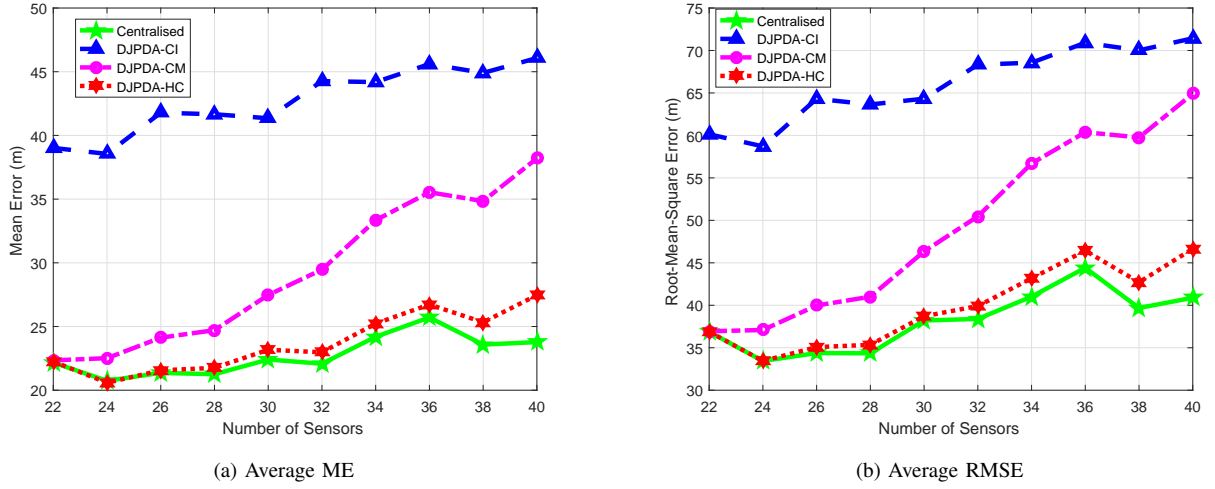 50
45
40
35
30
25
20
22 24 26 28 30 32 34 36 38 40
Mean Error (m)
Number of Sensors
Centralised
DJPDA-CI
DJPDA-CM
DJPDA-HC
(a) Average ME
75
70
65
60
55
50
45
40
35
30
22 24 26 28 30 32 34 36 38 40
Root-Mean-Square Error (m)
Number of Sensors
Centralised
DJPDA-CI
DJPDA-CM
DJPDA-HC
(b) Average RMSE